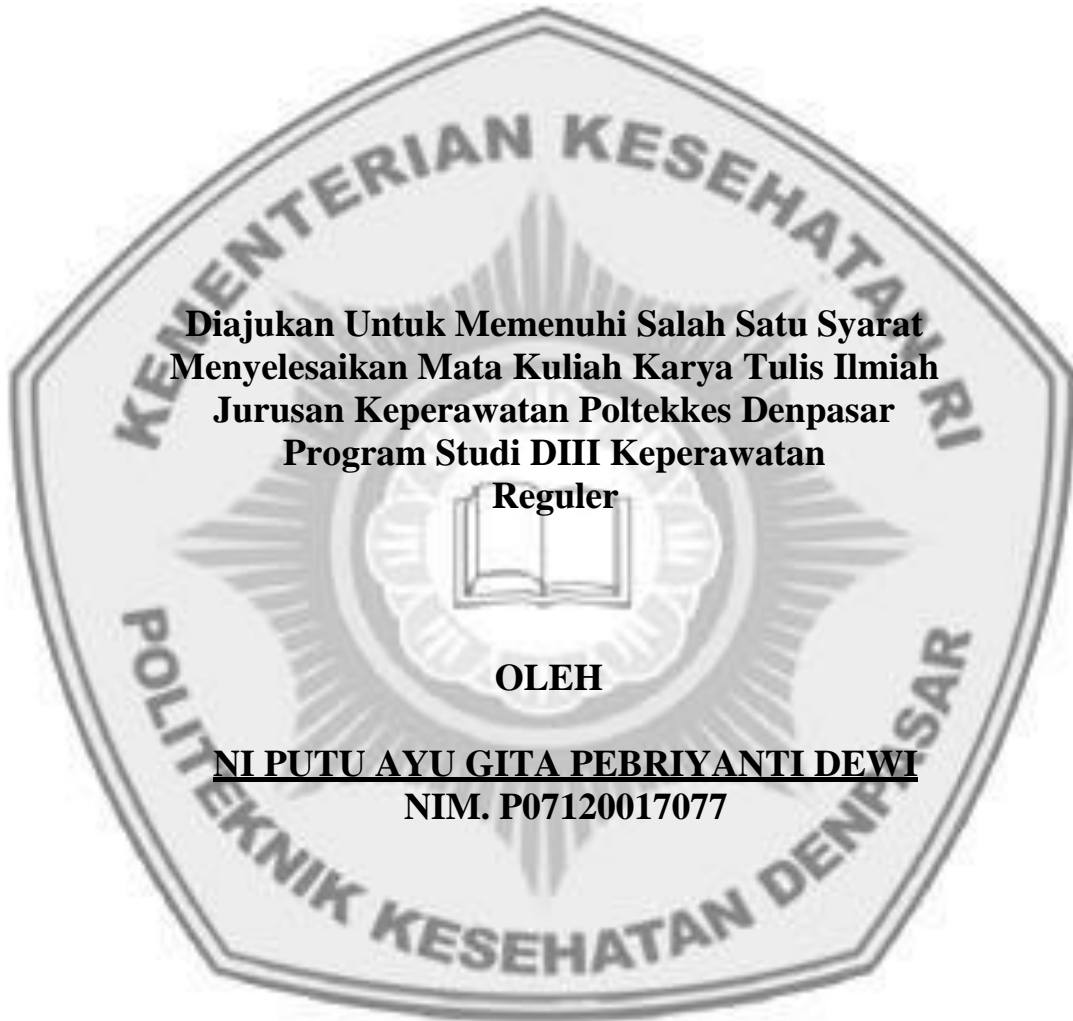 KEMENTERIAN KESEHATAN RI
Diajukan Untuk Memenuhi Salah Satu Syarat
Menyelesaikan Mata Kuliah Karya Tulis Ilmiah
Jurusan Keperawatan Poltekkes Denpasar
Program Studi DIII Keperawatan
Reguler
OLEH
NI PUTU AYU GITA PEBRIYANTI DEWI
NIM. P07120017077
POLITEKNIK KESEHATAN DENPASAR